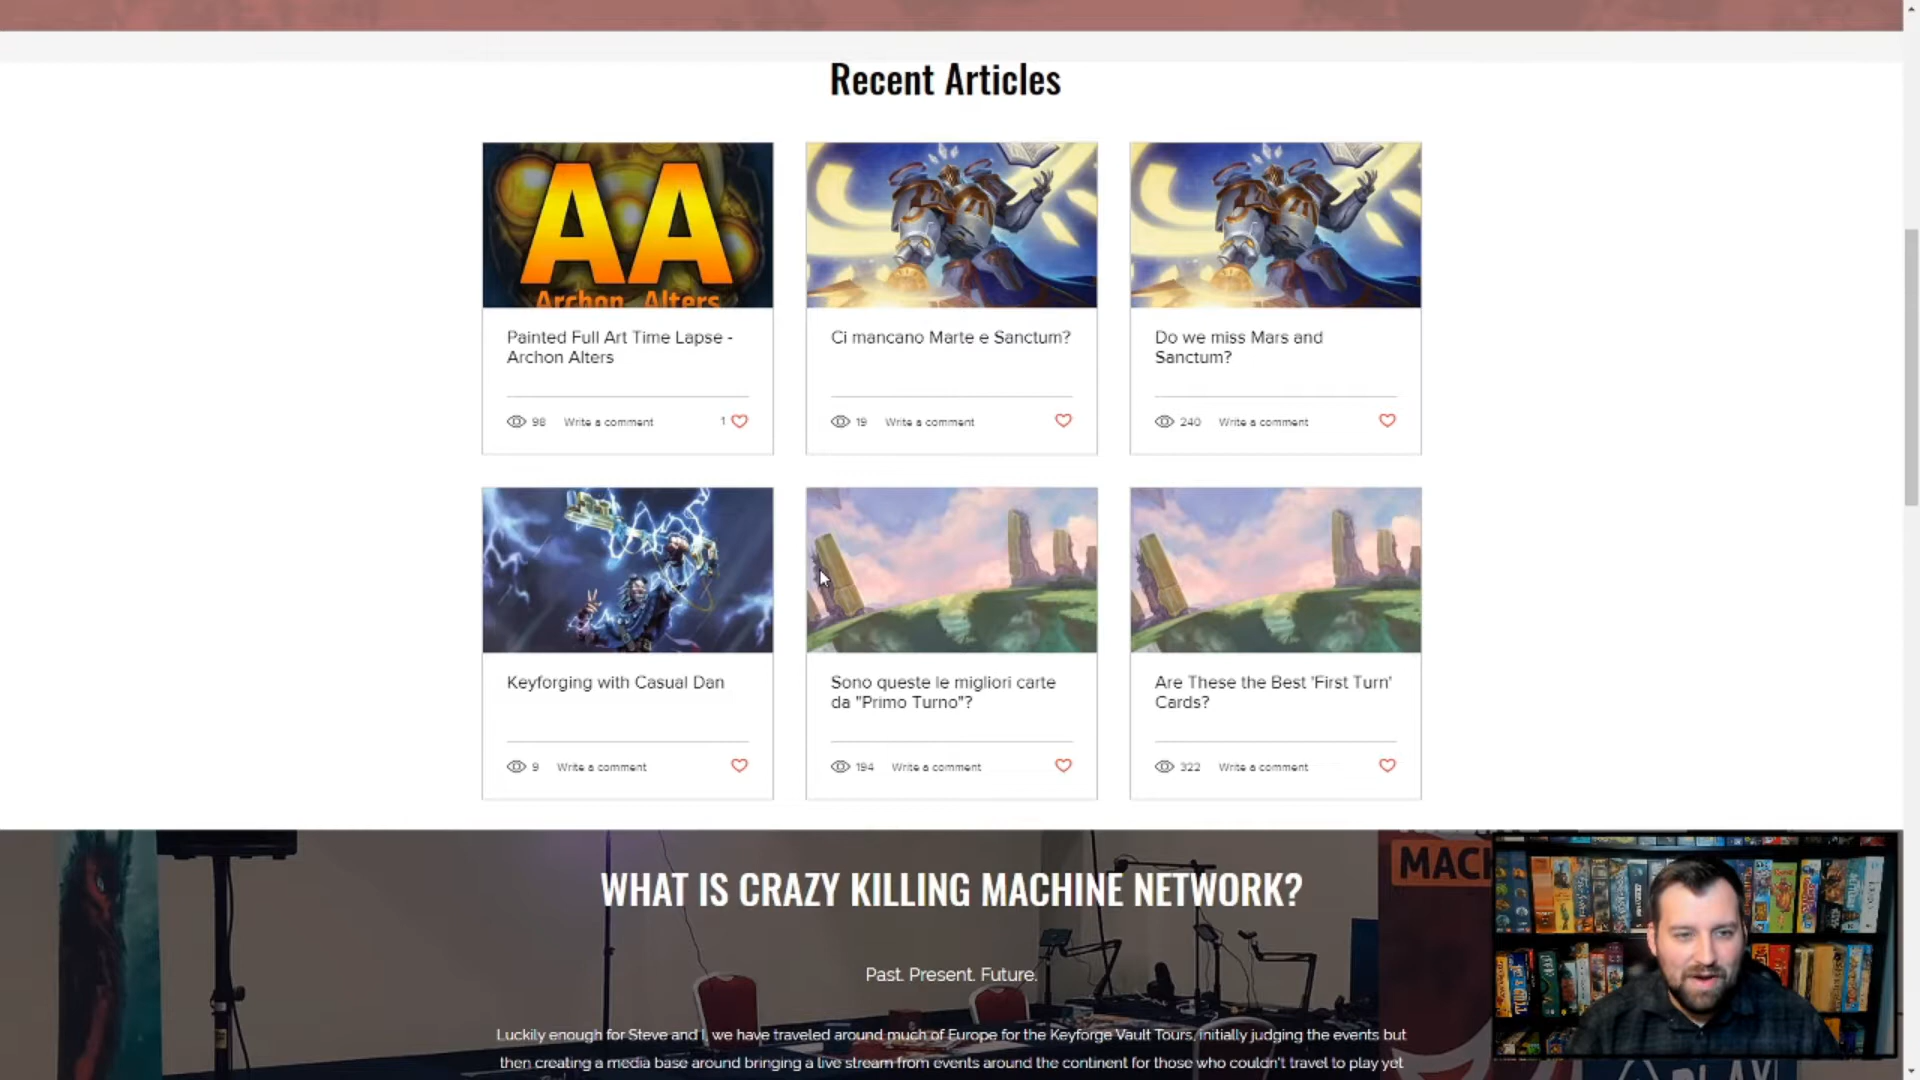 Recent Articles
AA
Archon Alters
Painted Full Art Time Lapse -
Archon Alters
98 Write a comment 1
Ci mancano Marte e Sanctum?
19 Write a comment
Do we miss Mars and
Sanctum?
240 Write a comment
Keyforging with Casual Dan
9 Write a comment
Sono queste le migliori carte
da "Primo Turno"?
194 Write a comment
Are These the Best 'First Turn'
Cards?
322 Write a comment
WHAT IS CRAZY KILLING MACHINE NETWORK?
Past. Present. Future.
Luckily enough for Steve and I, we have traveled around much of Europe for the Keyforge Vault Tours, initially judging the events but
then creating a media base around bringing a live stream from events around the continent for those who couldn't travel to play yet
MACH
PLAY